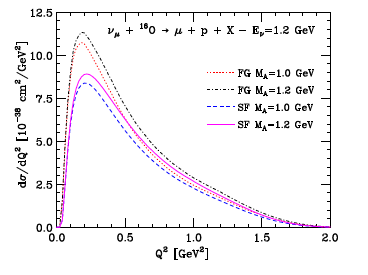 12.5
10.0
7.5
5.0
2.5
0.0
dσ/dQ² [10⁻³⁸ cm²/GeV²]
ν_μ + ¹⁶O → μ + p + X − E_ν=1.2 GeV
FG M_A=1.0 GeV
FG M_A=1.2 GeV
SF M_A=1.0 GeV
SF M_A=1.2 GeV
0.0 0.5 1.0 1.5 2.0
Q² [GeV²]